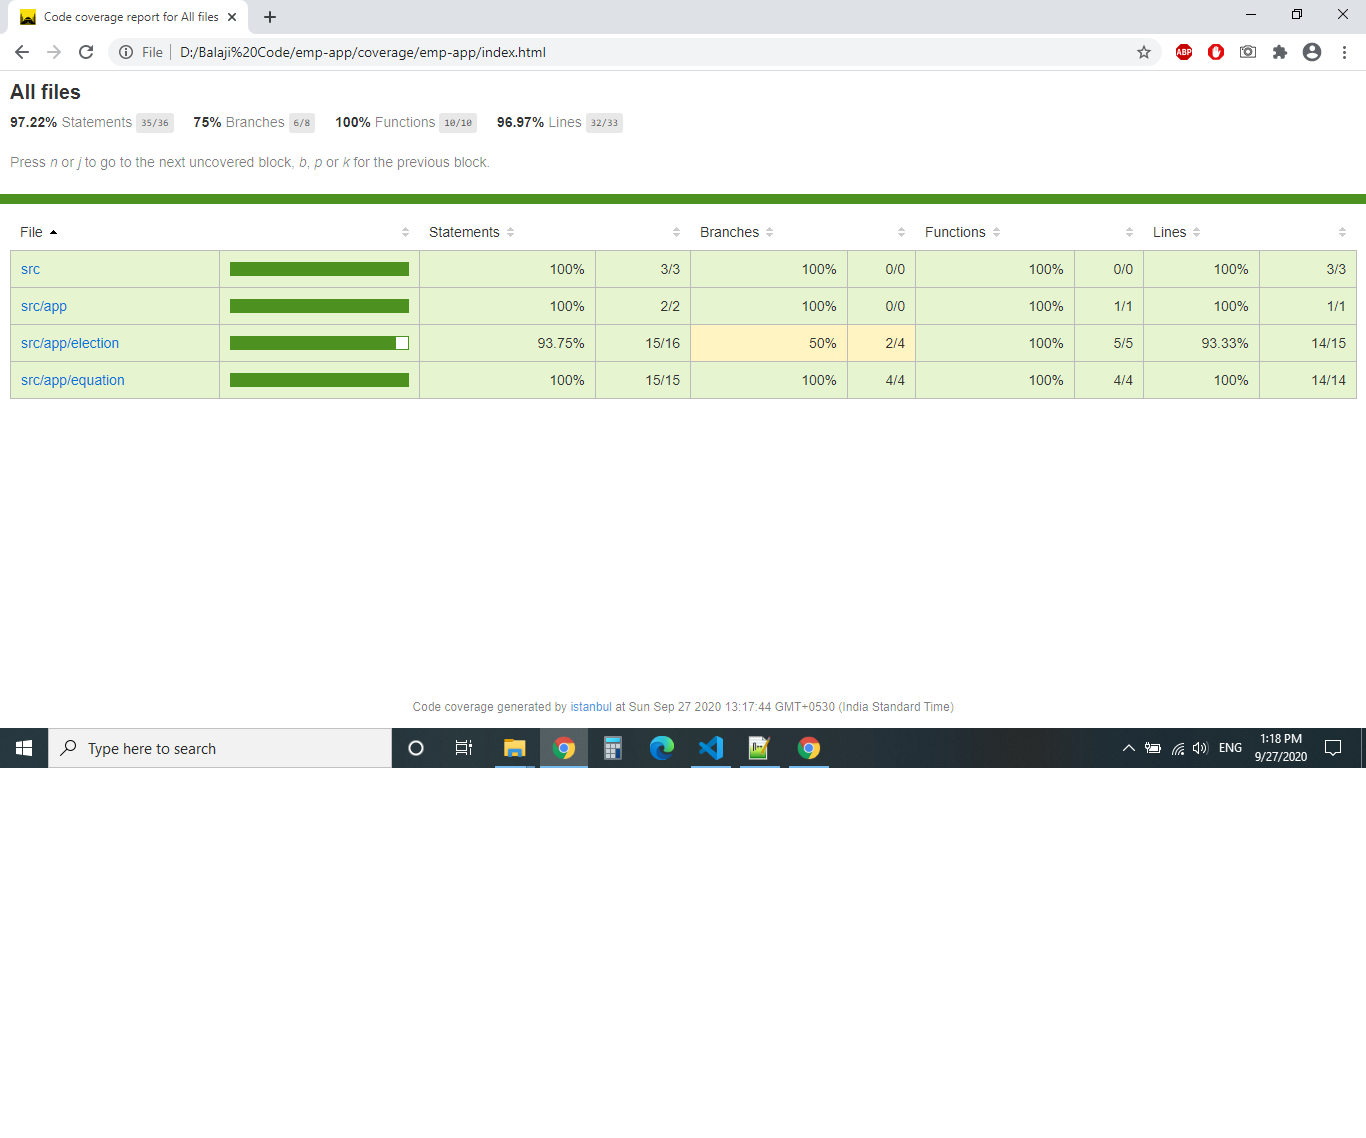 Code coverage report for All files
File D:/Balaji%20Code/emp-app/coverage/emp-app/index.html
ABP
All files
97.22% Statements 35/36 75% Branches 6/8 100% Functions 10/10 96.97% Lines 32/33
Press n or j to go to the next uncovered block, b, p or k for the previous block.
File Statements Branches Functions Lines
src 100% 3/3 100% 0/0 100% 0/0 100% 3/3
src/app 100% 2/2 100% 0/0 100% 1/1 100% 1/1
src/app/election 93.75% 15/16 50% 2/4 100% 5/5 93.33% 14/15
src/app/equation 100% 15/15 100% 4/4 100% 4/4 100% 14/14
Code coverage generated by istanbul at Sun Sep 27 2020 13:17:44 GMT+0530 (India Standard Time)
Type here to search
ENG
1:18 PM
9/27/2020